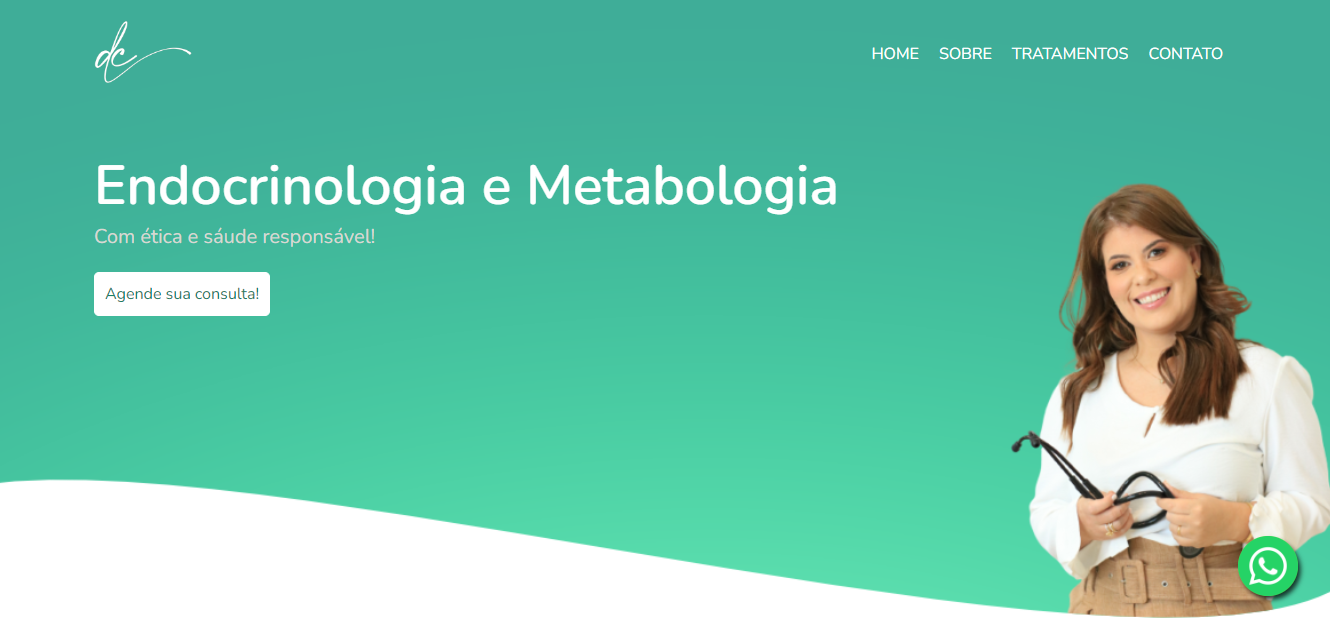 dc
HOME SOBRE TRATAMENTOS CONTATO
Endocrinologia e Metabologia
Com ética e sáude responsável!
Agende sua consulta!